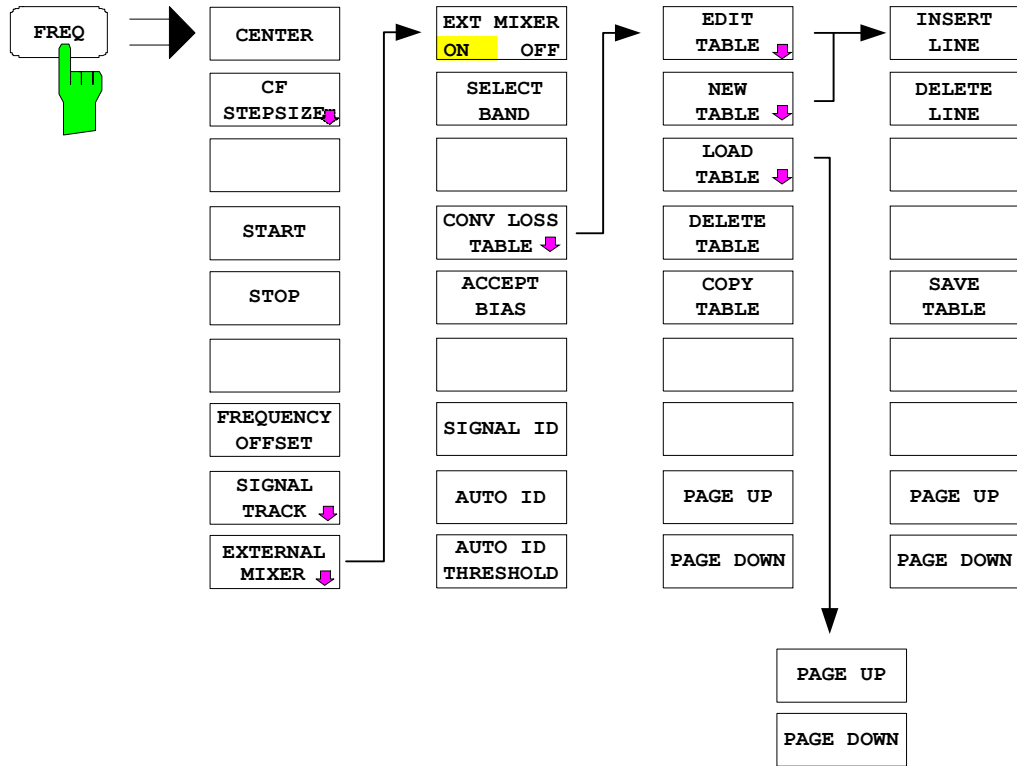 FREQ
CENTER
CF
STEPSIZE
START
STOP
FREQUENCY
OFFSET
SIGNAL
TRACK
EXTERNAL
MIXER
EXT MIXER
ON OFF
SELECT
BAND
CONV LOSS
TABLE
ACCEPT
BIAS
SIGNAL ID
AUTO ID
AUTO ID
THRESHOLD
EDIT
TABLE
NEW
TABLE
LOAD
TABLE
DELETE
TABLE
COPY
TABLE
PAGE UP
PAGE DOWN
INSERT
LINE
DELETE
LINE
SAVE
TABLE
PAGE UP
PAGE DOWN
PAGE UP
PAGE DOWN